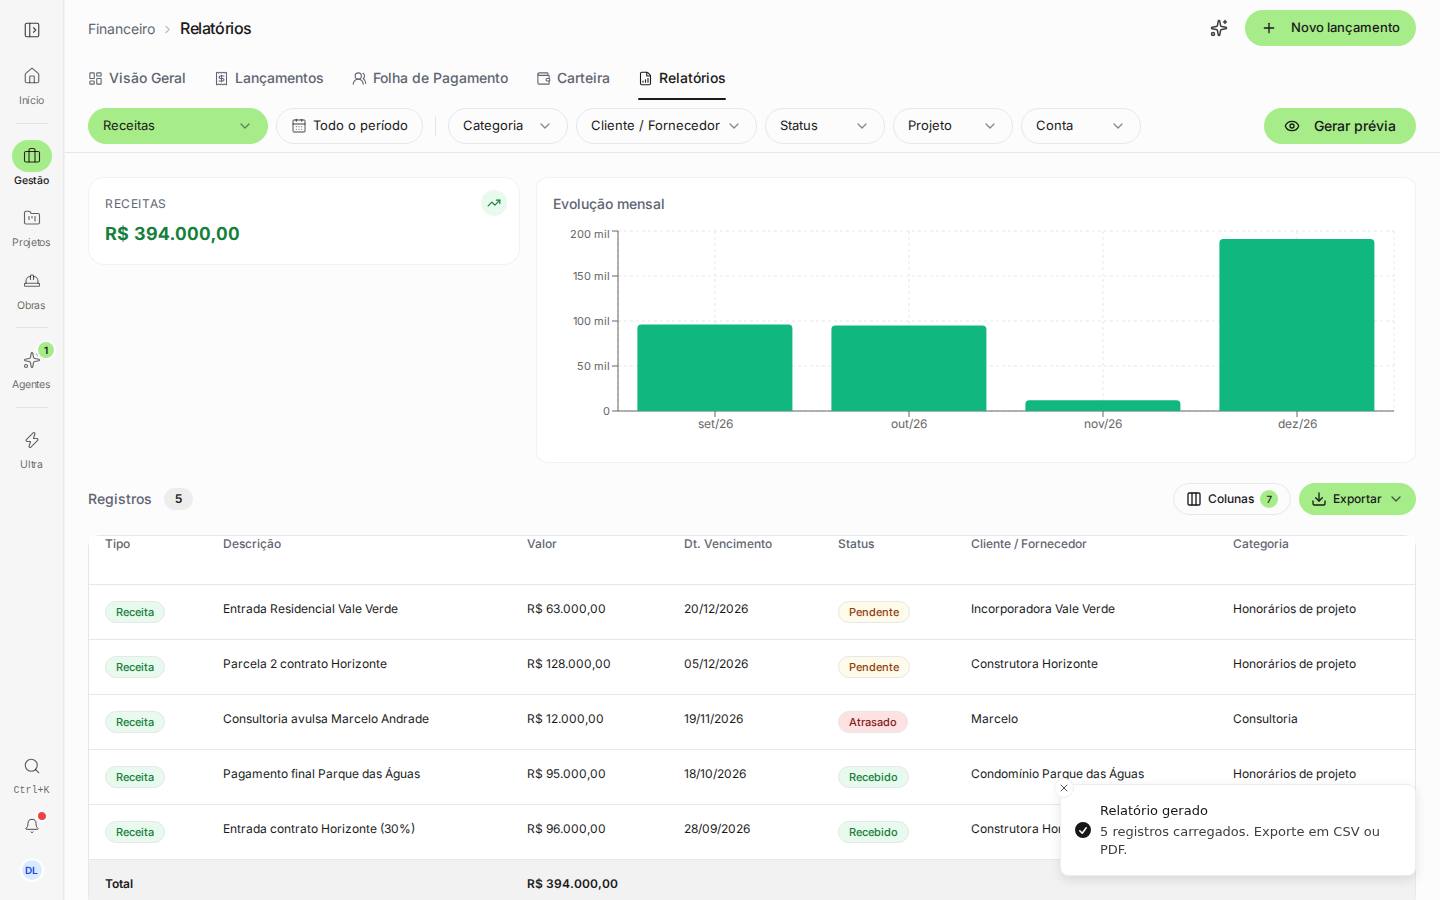 Financeiro > Relatórios
Novo lançamento
Visão Geral
Lançamentos
Folha de Pagamento
Carteira
Relatórios
Receitas
Todo o período
Categoria
Cliente / Fornecedor
Status
Projeto
Conta
Gerar prévia
Início
Gestão
Projetos
Obras
1
Agentes
Ultra
Ctrl+K
DL
RECEITAS
R$ 394.000,00
Evolução mensal
200 mil
150 mil
100 mil
50 mil
0
set/26 out/26 nov/26 dez/26
Registros 5
Colunas 7
Exportar
Tipo Descrição Valor Dt. Vencimento Status Cliente / Fornecedor Categoria
Receita Entrada Residencial Vale Verde R$ 63.000,00 20/12/2026 Pendente Incorporadora Vale Verde Honorários de projeto
Receita Parcela 2 contrato Horizonte R$ 128.000,00 05/12/2026 Pendente Construtora Horizonte Honorários de projeto
Receita Consultoria avulsa Marcelo Andrade R$ 12.000,00 19/11/2026 Atrasado Marcelo Consultoria
Receita Pagamento final Parque das Águas R$ 95.000,00 18/10/2026 Recebido Condomínio Parque das Águas Honorários de projeto
Receita Entrada contrato Horizonte (30%) R$ 96.000,00 28/09/2026 Recebido Construtora
Total R$ 394.000,00
Relatório gerado
5 registros carregados. Exporte em CSV ou
PDF.